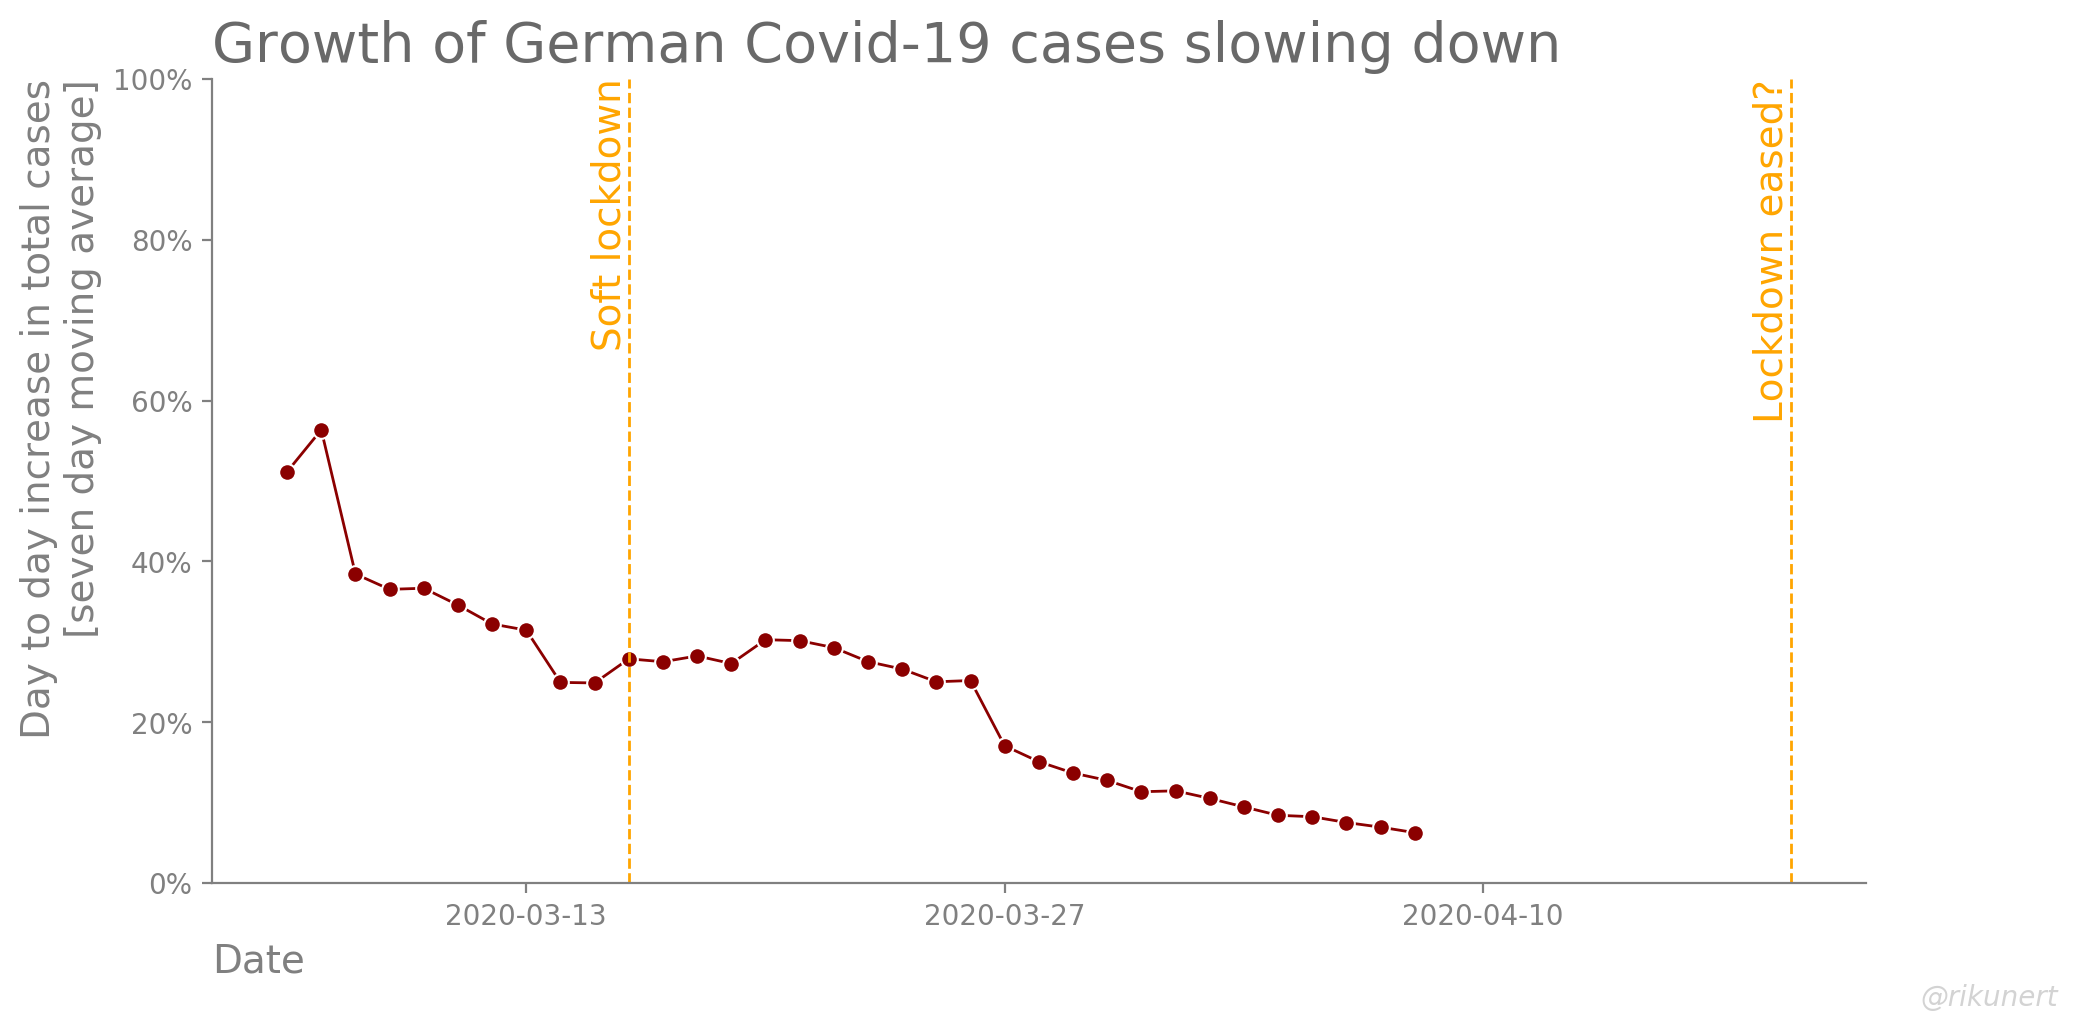 Growth of German Covid-19 cases slowing down
Day to day increase in total cases
[seven day moving average]
100%
80%
60%
40%
20%
0%
Soft lockdown
Lockdown eased?
2020-03-13
2020-03-27
2020-04-10
Date
@rikunert